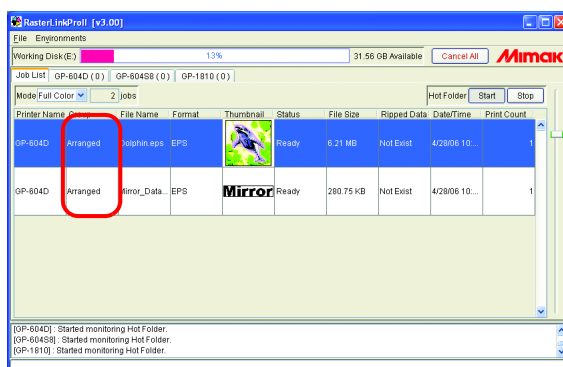 RasterLinkProII [v3.00]
File Environments
Working Disk(E:) 13% 31.56 GB Available Cancel All Mimaki
Job List GP-604D ( 0 ) GP-604S8 ( 0 ) GP-1810 ( 0 )
Mode Full Color 2 jobs Hot Folder Start Stop
Printer Name Group File Name Format Thumbnail Status File Size Ripped Data Date/Time Print Count
GP-604D Arranged Dolphin.eps EPS Ready 6.21 MB Not Exist 4/28/06 10:... 1
GP-604D Arranged Mirror_Data... EPS Mirror Ready 280.75 KB Not Exist 4/28/06 10:... 1
[GP-604D] : Started monitoring Hot Folder.
[GP-604S8] : Started monitoring Hot Folder.
[GP-1810] : Started monitoring Hot Folder.